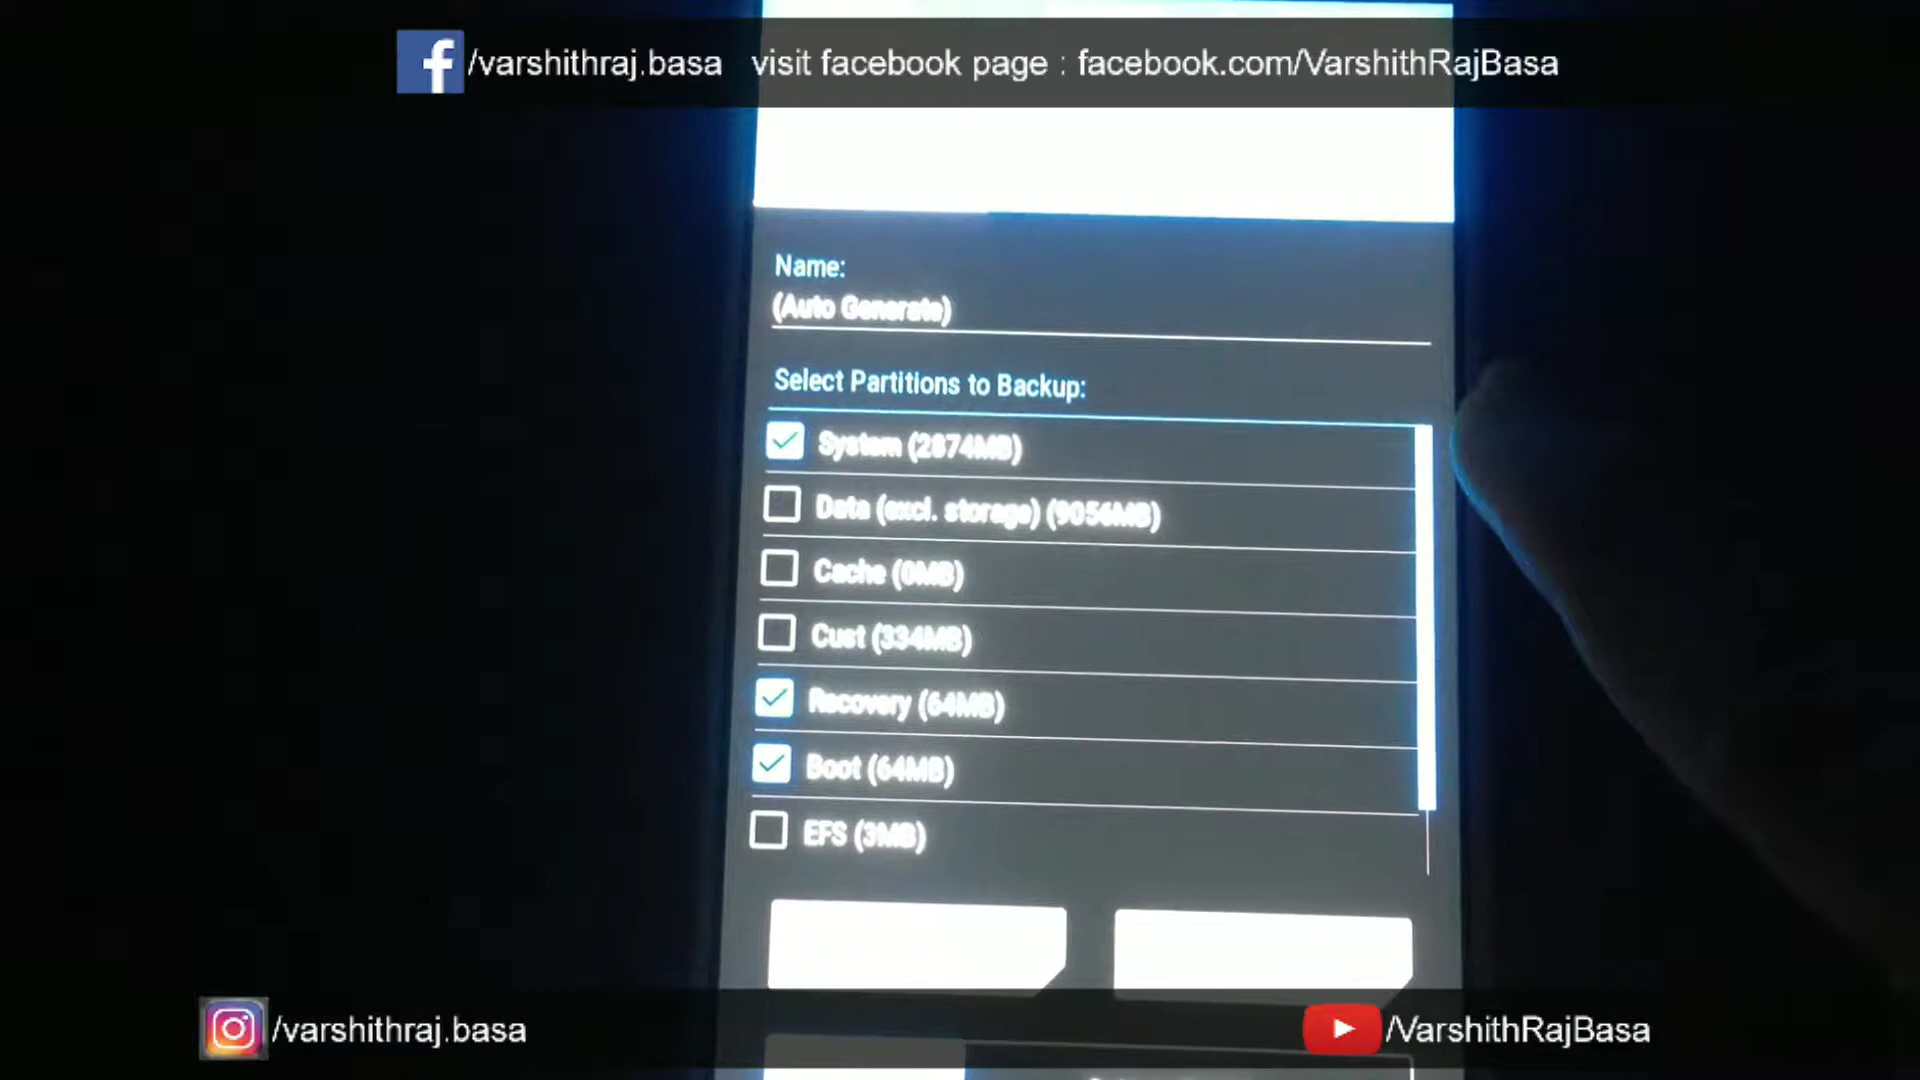 /varshithraj.basa visit facebook page : facebook.com/VarshithRajBasa
Name:
(Auto Generate)
Select Partitions to Backup:
System (2874MB)
Data (excl. storage) (9056MB)
Cache (0MB)
Cust (334MB)
Recovery (64MB)
Boot (64MB)
EFS (3MB)
/varshithraj.basa
/VarshithRajBasa